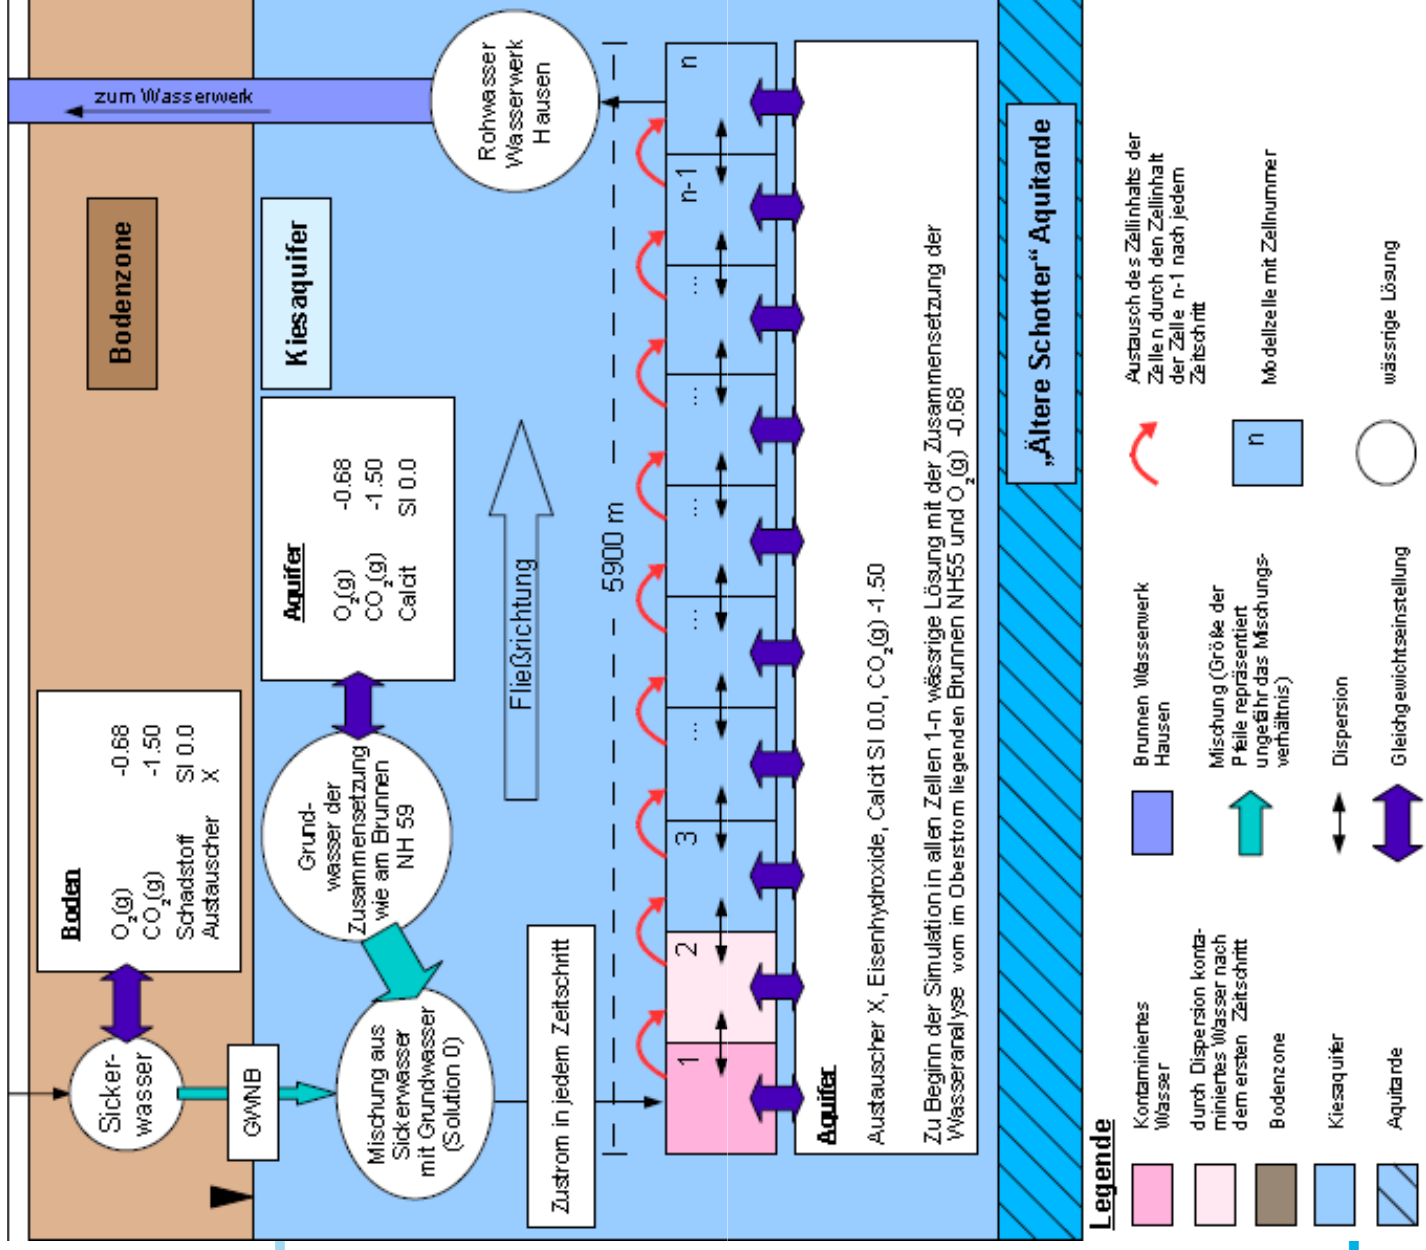 zum Wasserwerk
Bodenzone
Boden
O₂(g) -0.68
CO₂(g) -1.50
Schadstoff SI 0.0
Austauscher X
Sicker-
wasser
GWNB
Kiesaquifer
Aquifer
O₂(g) -0.68
CO₂(g) -1.50
Calcit SI 0.0
Grund-
wasser der
Zusammensetzung
wie am Brunnen
NH 59
Mischung aus
Sickerwasser
mit Grundwasser
(Solution 0)
Rohwasser
Wasserwerk
Hausen
Fließrichtung
Zustrom in jedem Zeitschritt
5900 m
1
2
3
...
...
...
...
...
n-1
n
Aquifer
Austauscher X, Eisenhydroxide, Calcit SI 0.0, CO₂(g) -1.50
Zu Beginn der Simulation in allen Zellen 1-n wässrige Lösung mit der Zusammensetzung der
Wasseranalyse vom im Oberstrom liegenden Brunnen NH55 und O₂(g) -0.68
„Ältere Schotter“ Aquitarde
Legende
Kontaminiertes
Wasser
durch Dispersion konta-
miniertes Wasser nach
dem ersten Zeitschritt
Bodenzone
Kiesaquifer
Aquitarde
Brunnen Wasserwerk
Hausen
Mischung (Größe der
Pfeile repräsentiert
ungefähr das Mischungs-
verhältnis)
Dispersion
Gleichgewichtseinstellung
Austausch des Zellinhalts der
Zelle n durch den Zellinhalt
der Zelle n-1 nach jedem
Zeitschritt
n
Modellzelle mit Zellnummer
wässrige Lösung